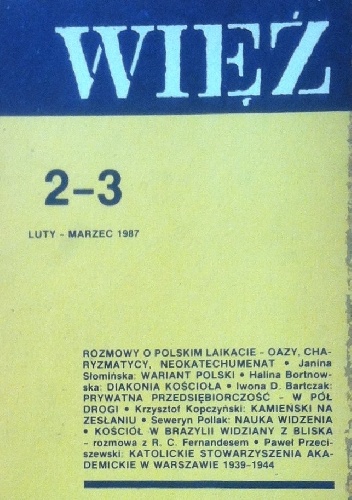 WIĘŹ
2-3
LUTY - MARZEC 1987
ROZMOWY O POLSKIM LAIKACIE - OAZY, CHA-
RYZMATYCY, NEOKATECHUMENAT • Janina
Słomińska: WARIANT POLSKI • Halina Bortnow-
ska: DIAKONIA KOŚCIOŁA • Iwona D. Bartczak:
PRYWATNA PRZEDSIĘBIORCZOŚĆ - W PÓŁ
DROGI • Krzysztof Kopczyński: KAMIEŃSKI NA
ZESŁANIU • Seweryn Pollak: NAUKA WIDZENIA
• KOŚCIÓŁ W BRAZYLII WIDZIANY Z BLISKA
- rozmowa z R. C. Fernandesem • Paweł Przeci-
szewski: KATOLICKIE STOWARZYSZENIA AKA-
DEMICKIE W WARSZAWIE 1939-1944